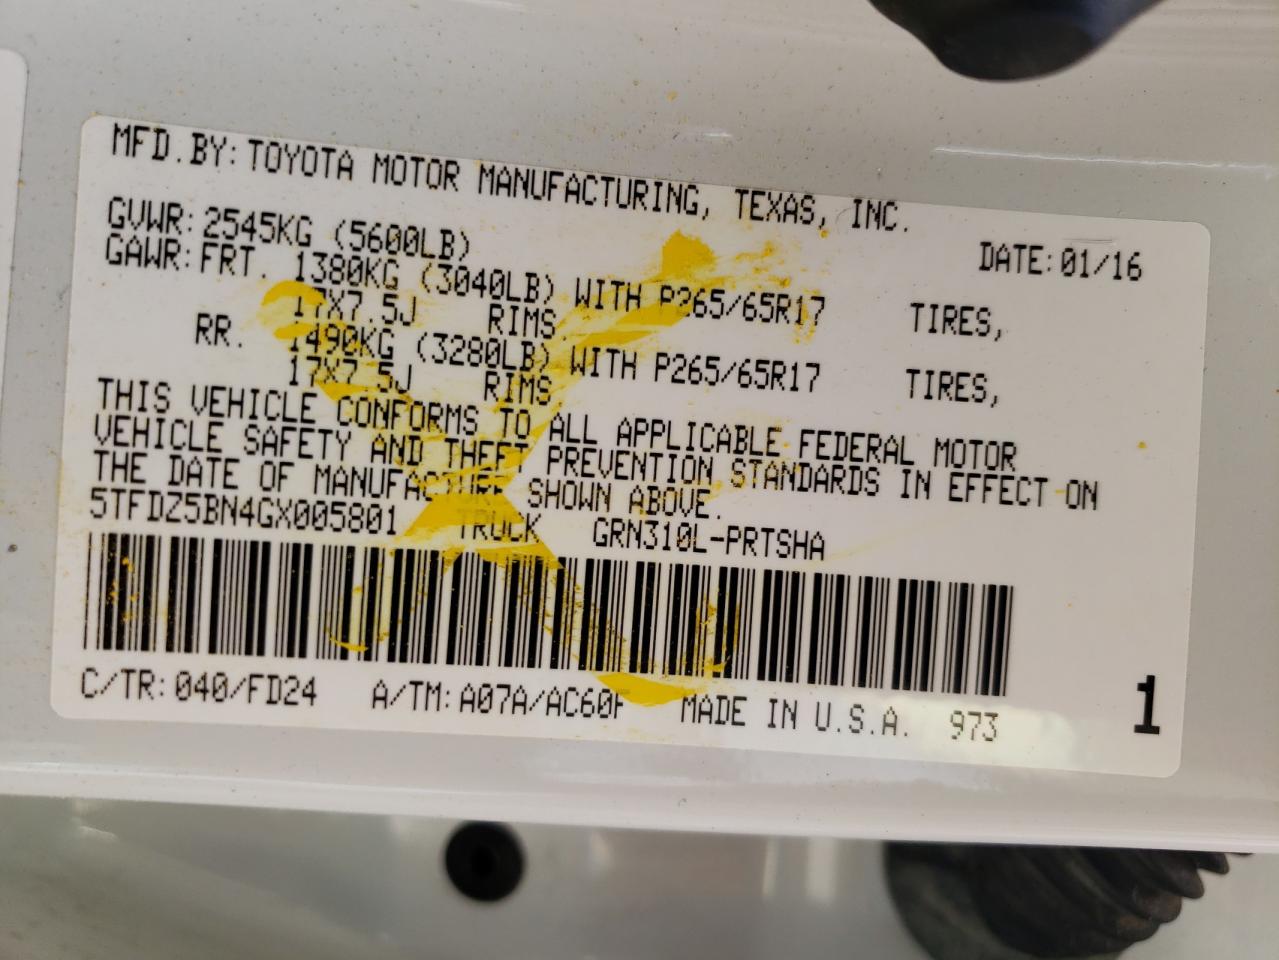 MFD.BY:TOYOTA MOTOR MANUFACTURING, TEXAS, INC.
GVWR:2545KG (5600LB) DATE:01/16
GAWR:FRT. 1380KG (3040LB) WITH P265/65R17 TIRES,
17X7.5J RIMS
RR. 1490KG (3280LB) WITH P265/65R17 TIRES,
17X7.5J RIMS
THIS VEHICLE CONFORMS TO ALL APPLICABLE FEDERAL MOTOR
VEHICLE SAFETY AND THEFT PREVENTION STANDARDS IN EFFECT ON
THE DATE OF MANUFACTURE SHOWN ABOVE.
5TFDZ5BN4GX005801 TRUCK GRN310L-PRTSHA
C/TR:040/FD24 A/TM:A07A/AC60F MADE IN U.S.A. 973
1